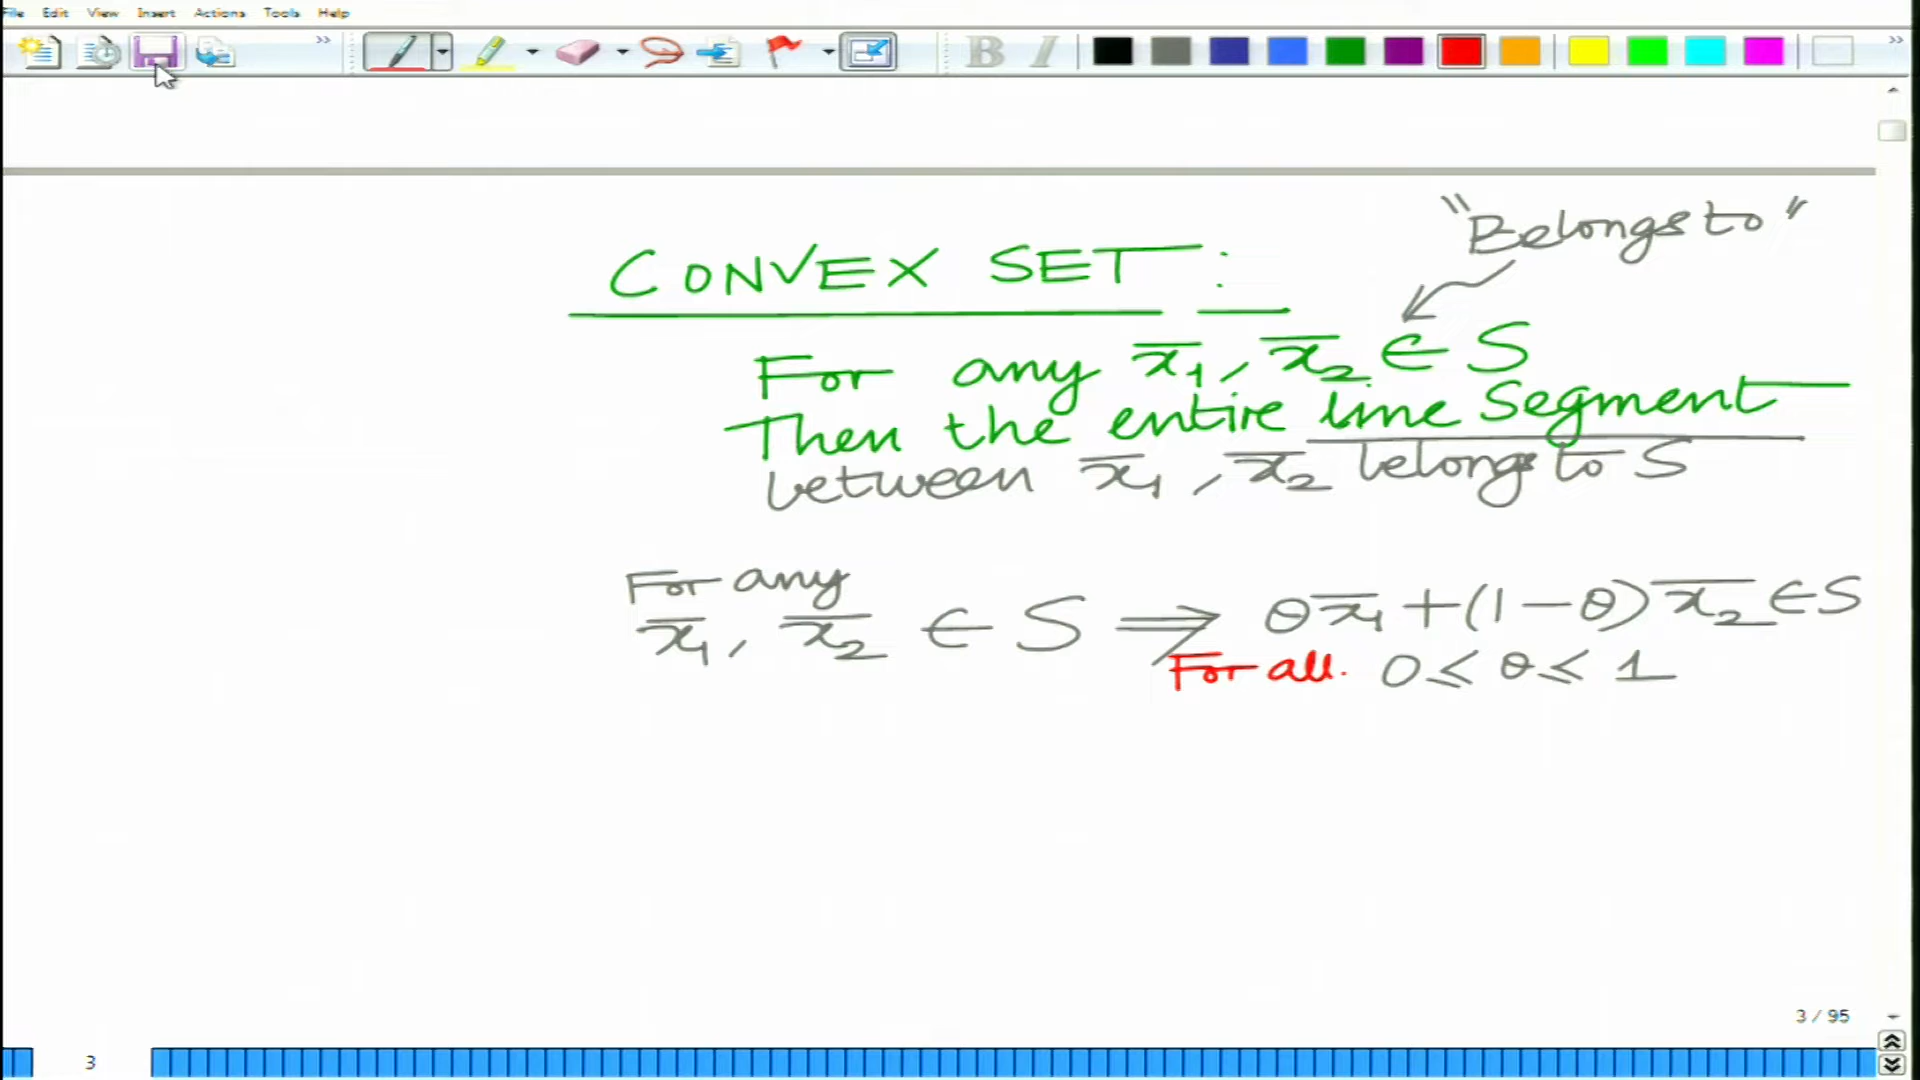 File Edit View Insert Actions Tools Help
B I
"Belongs to"
CONVEX SET :
For any x̅₁, x̅₂ ∈ S
Then the entire line segment
between x̅₁, x̅₂ belongs to S
For any
x̅₁, x̅₂ ∈ S ⇒ θx̅₁ + (1 − θ) x̅₂ ∈ S
For all. 0 ≤ θ ≤ 1
3 / 95
3